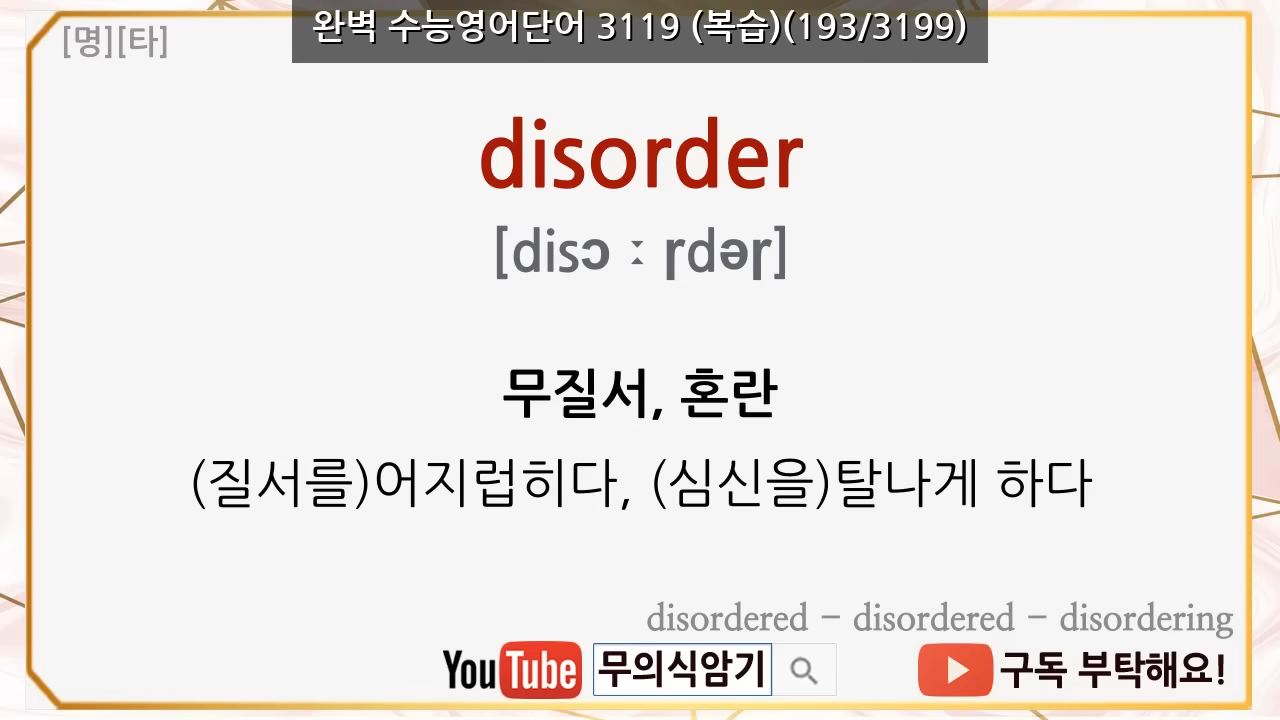 완벽 수능영어단어 3119 (복습)(193/3199)
[명][타]
disorder
[disɔːrdər]
무질서, 혼란
(질서를)어지럽히다, (심신을)탈나게 하다
disordered - disordered - disordering
YouTube 무의식암기 구독 부탁해요!